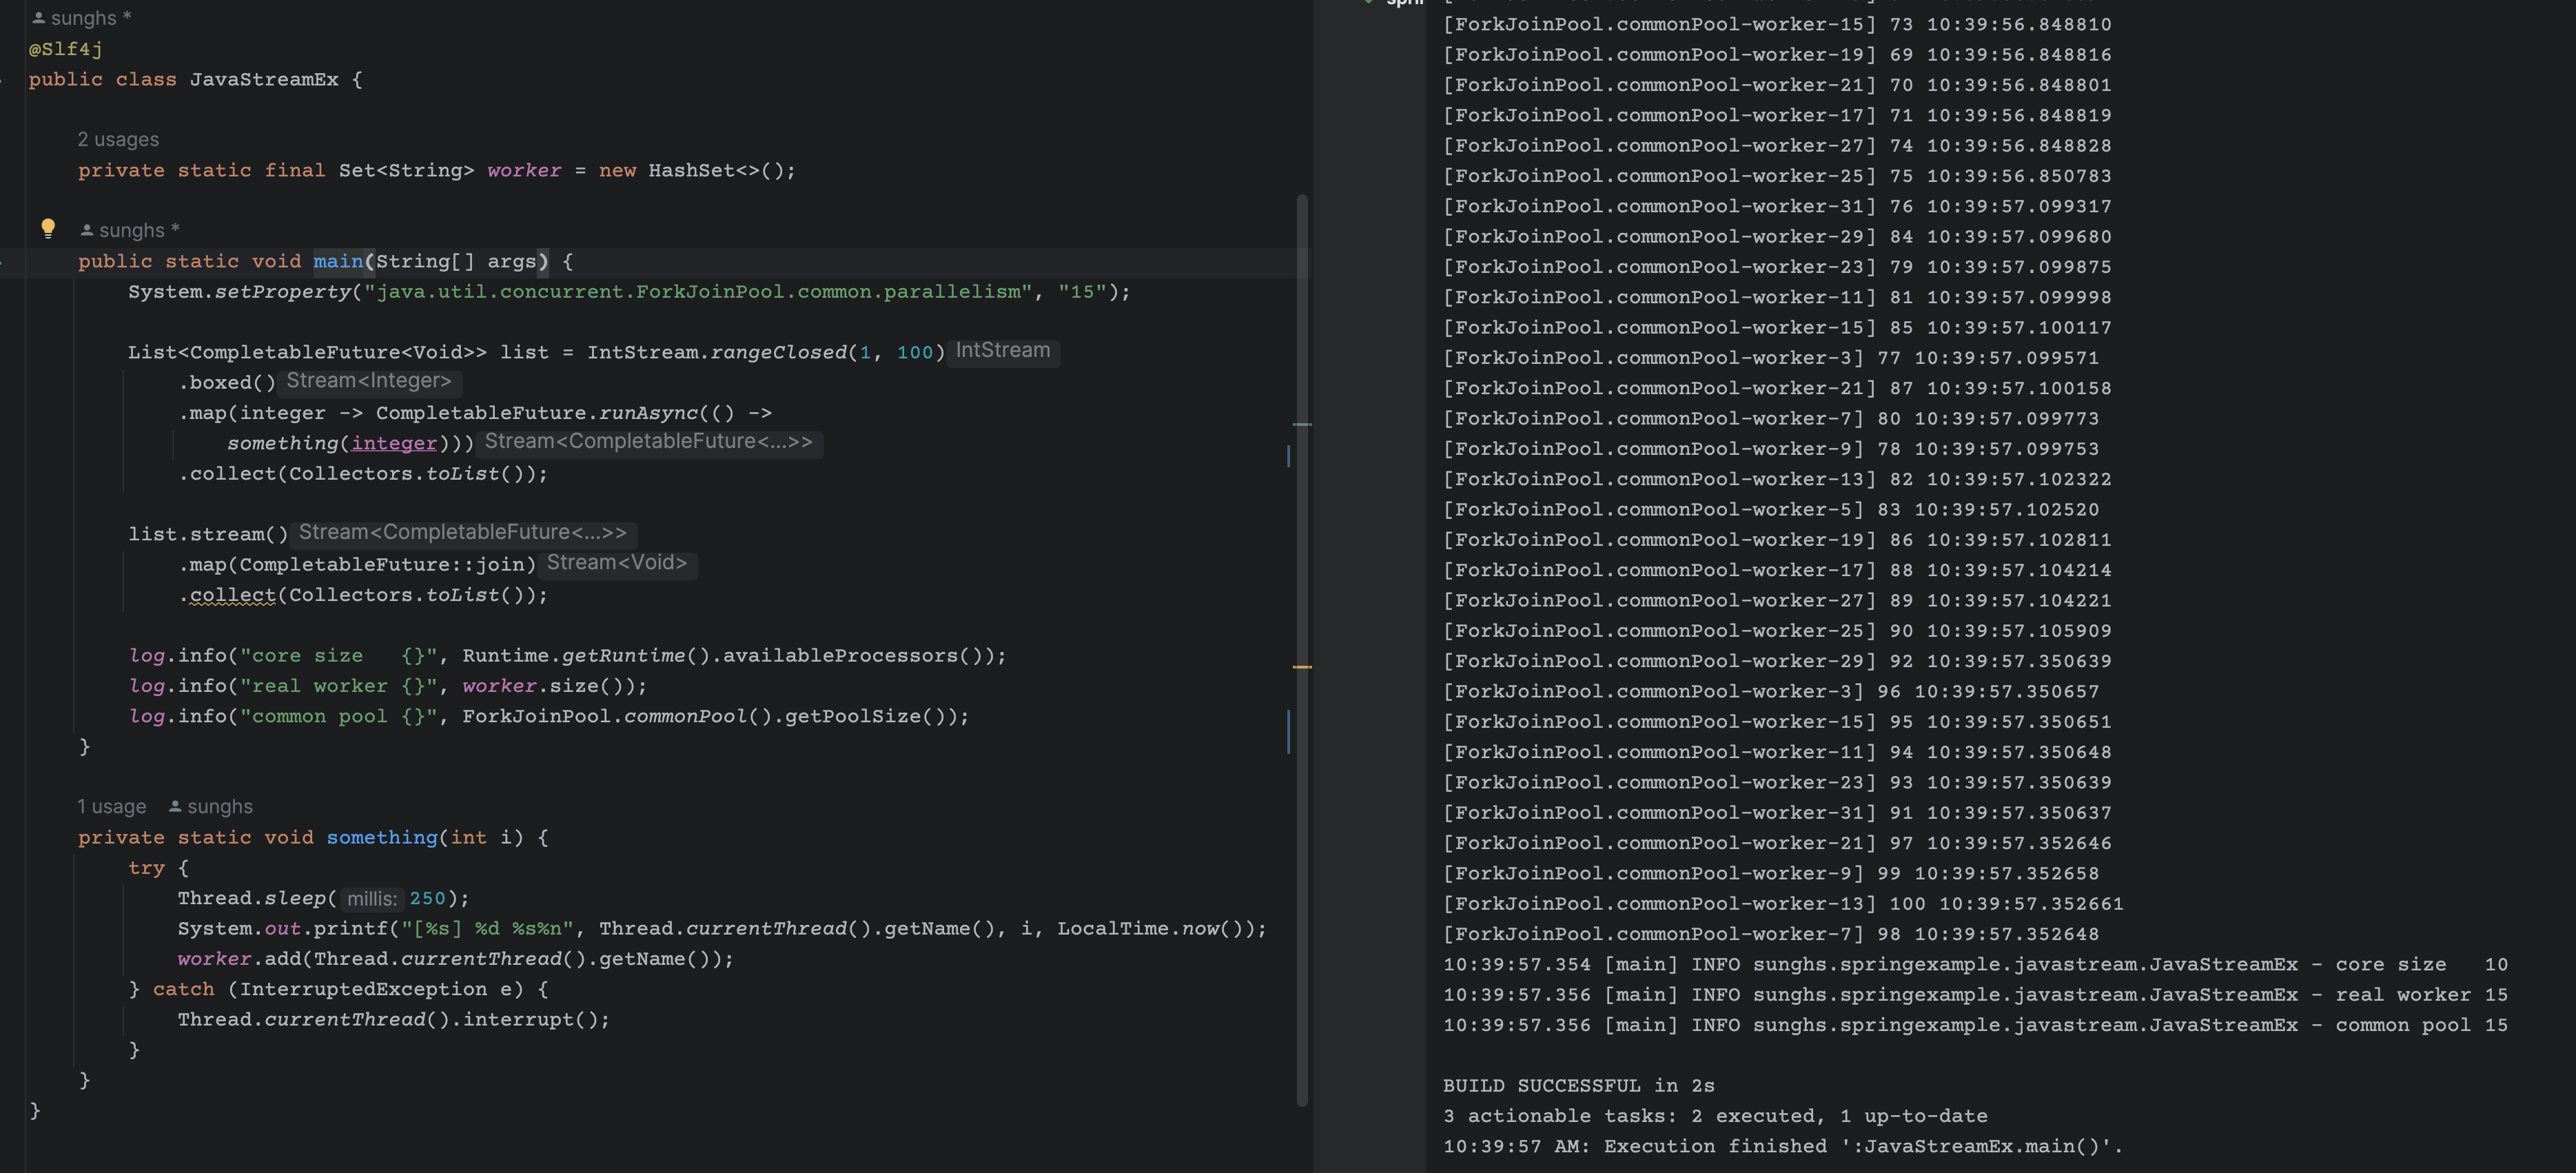 sunghs *
@Slf4j
public class JavaStreamEx {
2 usages
private static final Set<String> worker = new HashSet<>();
sunghs *
public static void main(String[] args) {
System.setProperty("java.util.concurrent.ForkJoinPool.common.parallelism", "15");
List<CompletableFuture<Void>> list = IntStream.rangeClosed(1, 100) IntStream
.boxed() Stream<Integer>
.map(integer -> CompletableFuture.runAsync(() ->
something(integer))) Stream<CompletableFuture<...>>
.collect(Collectors.toList());
list.stream() Stream<CompletableFuture<...>>
.map(CompletableFuture::join) Stream<Void>
.collect(Collectors.toList());
log.info("core size   {}", Runtime.getRuntime().availableProcessors());
log.info("real worker {}", worker.size());
log.info("common pool {}", ForkJoinPool.commonPool().getPoolSize());
}
1 usage sunghs
private static void something(int i) {
try {
Thread.sleep( millis: 250);
System.out.printf("[%s] %d %s%n", Thread.currentThread().getName(), i, LocalTime.now());
worker.add(Thread.currentThread().getName());
} catch (InterruptedException e) {
Thread.currentThread().interrupt();
}
}
}
[ForkJoinPool.commonPool-worker-15] 73 10:39:56.848810
[ForkJoinPool.commonPool-worker-19] 69 10:39:56.848816
[ForkJoinPool.commonPool-worker-21] 70 10:39:56.848801
[ForkJoinPool.commonPool-worker-17] 71 10:39:56.848819
[ForkJoinPool.commonPool-worker-27] 74 10:39:56.848828
[ForkJoinPool.commonPool-worker-25] 75 10:39:56.850783
[ForkJoinPool.commonPool-worker-31] 76 10:39:57.099317
[ForkJoinPool.commonPool-worker-29] 84 10:39:57.099680
[ForkJoinPool.commonPool-worker-23] 79 10:39:57.099875
[ForkJoinPool.commonPool-worker-11] 81 10:39:57.099998
[ForkJoinPool.commonPool-worker-15] 85 10:39:57.100117
[ForkJoinPool.commonPool-worker-3] 77 10:39:57.099571
[ForkJoinPool.commonPool-worker-21] 87 10:39:57.100158
[ForkJoinPool.commonPool-worker-7] 80 10:39:57.099773
[ForkJoinPool.commonPool-worker-9] 78 10:39:57.099753
[ForkJoinPool.commonPool-worker-13] 82 10:39:57.102322
[ForkJoinPool.commonPool-worker-5] 83 10:39:57.102520
[ForkJoinPool.commonPool-worker-19] 86 10:39:57.102811
[ForkJoinPool.commonPool-worker-17] 88 10:39:57.104214
[ForkJoinPool.commonPool-worker-27] 89 10:39:57.104221
[ForkJoinPool.commonPool-worker-25] 90 10:39:57.105909
[ForkJoinPool.commonPool-worker-29] 92 10:39:57.350639
[ForkJoinPool.commonPool-worker-3] 96 10:39:57.350657
[ForkJoinPool.commonPool-worker-15] 95 10:39:57.350651
[ForkJoinPool.commonPool-worker-11] 94 10:39:57.350648
[ForkJoinPool.commonPool-worker-23] 93 10:39:57.350639
[ForkJoinPool.commonPool-worker-31] 91 10:39:57.350637
[ForkJoinPool.commonPool-worker-21] 97 10:39:57.352646
[ForkJoinPool.commonPool-worker-9] 99 10:39:57.352658
[ForkJoinPool.commonPool-worker-13] 100 10:39:57.352661
[ForkJoinPool.commonPool-worker-7] 98 10:39:57.352648
10:39:57.354 [main] INFO sunghs.springexample.javastream.JavaStreamEx - core size   10
10:39:57.356 [main] INFO sunghs.springexample.javastream.JavaStreamEx - real worker 15
10:39:57.356 [main] INFO sunghs.springexample.javastream.JavaStreamEx - common pool 15
BUILD SUCCESSFUL in 2s
3 actionable tasks: 2 executed, 1 up-to-date
10:39:57 AM: Execution finished ':JavaStreamEx.main()'.